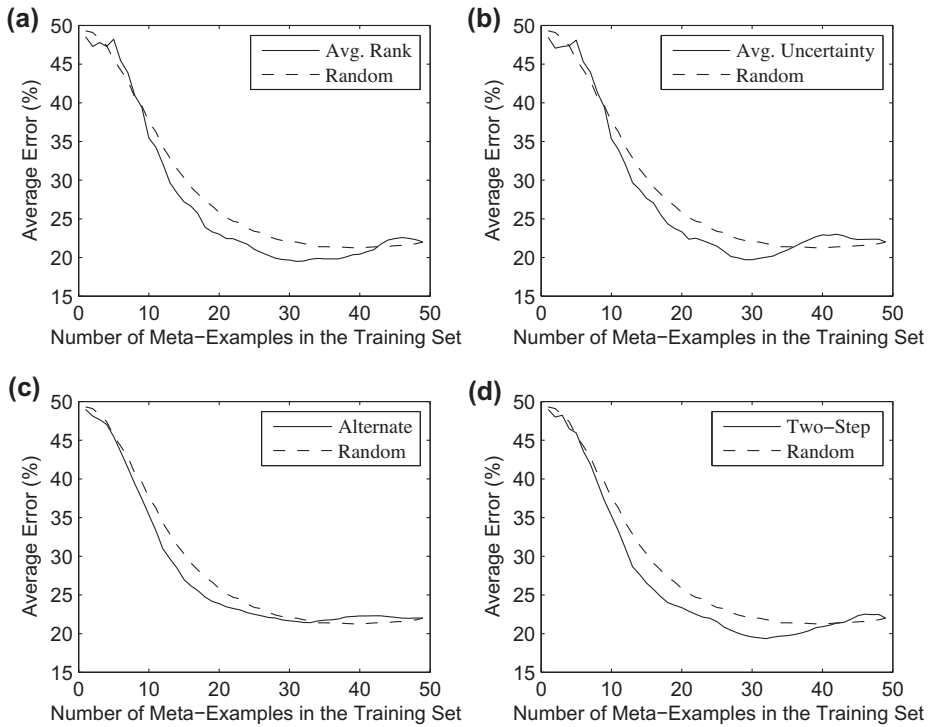 (a)
50
45
40
35
30
25
20
15
Average Error (%)
Avg. Rank
Random
0 10 20 30 40 50
Number of Meta−Examples in the Training Set
(b)
50
45
40
35
30
25
20
15
Average Error (%)
Avg. Uncertainty
Random
0 10 20 30 40 50
Number of Meta−Examples in the Training Set
(c)
50
45
40
35
30
25
20
15
Average Error (%)
Alternate
Random
0 10 20 30 40 50
Number of Meta−Examples in the Training Set
(d)
50
45
40
35
30
25
20
15
Average Error (%)
Two−Step
Random
0 10 20 30 40 50
Number of Meta−Examples in the Training Set